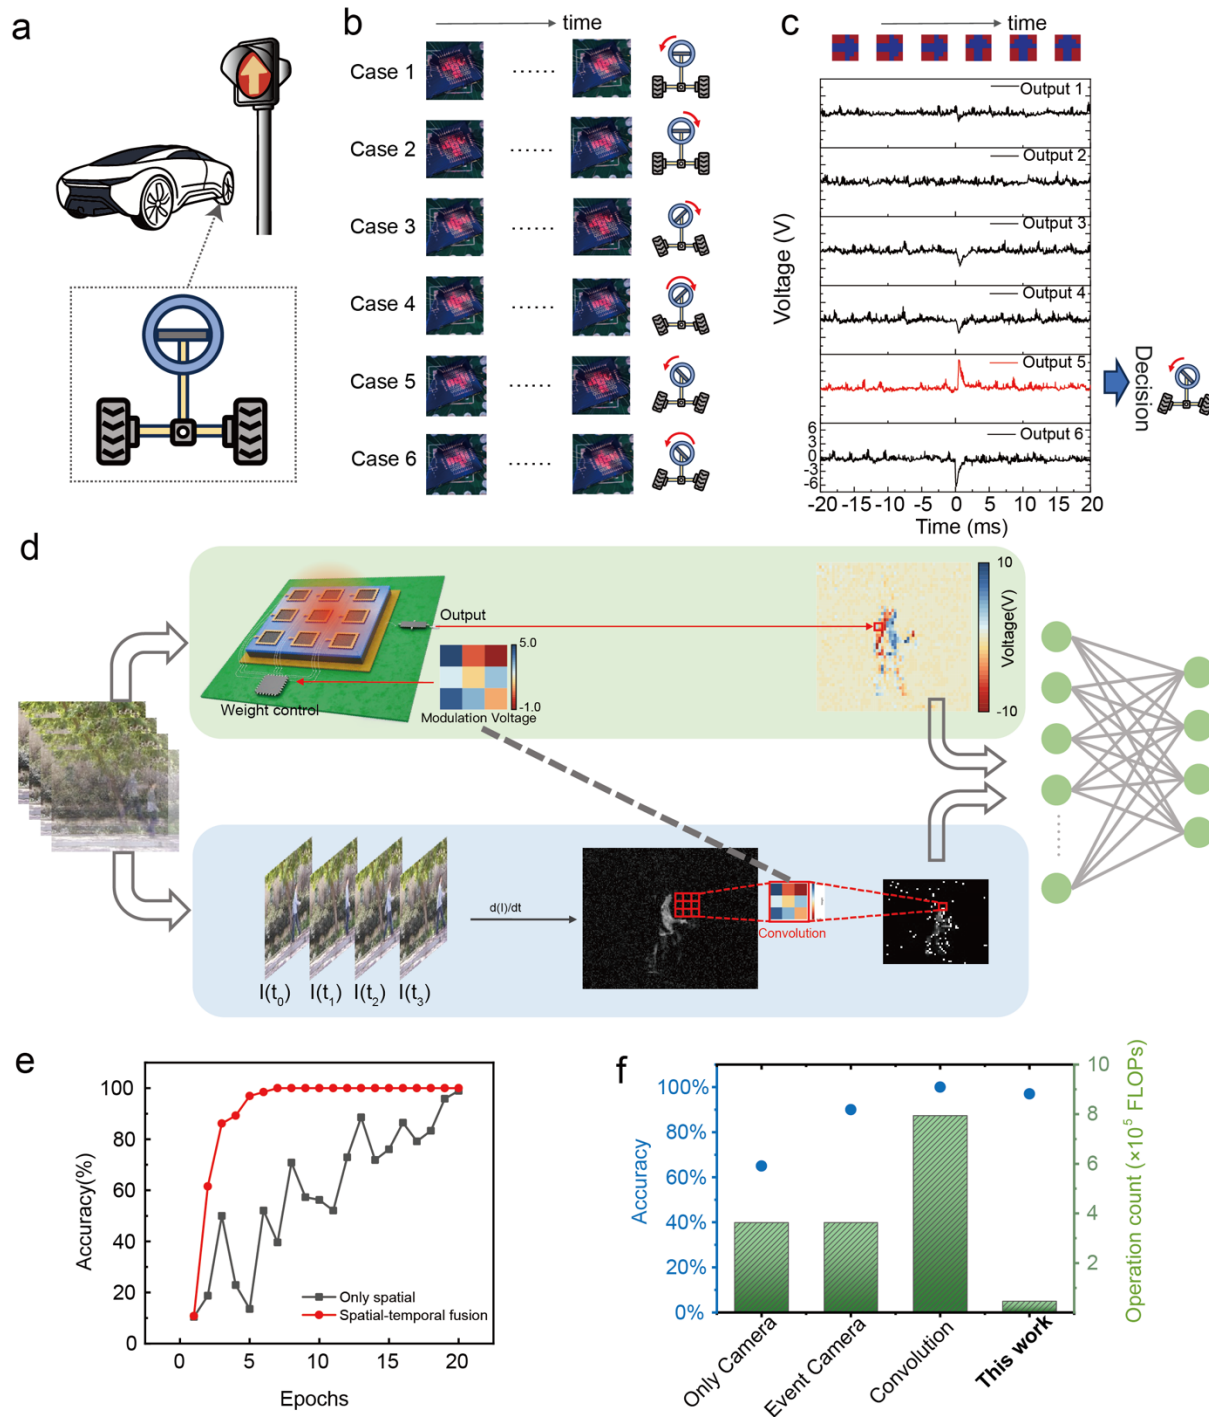 a
b
time
Case 1
......
Case 2
......
Case 3
......
Case 4
......
Case 5
......
Case 6
......
c
time
Output 1
Output 2
Output 3
Output 4
Output 5
Output 6
Voltage (V)
6
3
0
-3
-6
-20 -15 -10 -5 0 5 10 15 20
Time (ms)
Decision
d
Output
5.0
-1.0
Weight control
Modulation Voltage
10
Voltage(V)
-10
I(t0) I(t1) I(t2) I(t3)
d(I)/dt
Convolution
e
Accuracy(%)
100
80
60
40
20
0
Only spatial
Spatial-temporal fusion
0 5 10 15 20
Epochs
f
Accuracy
100%
80%
60%
40%
20%
0%
10
8
6
4
2
Operation count (×10⁵ FLOPs)
Only Camera
Event Camera
Convolution
This work